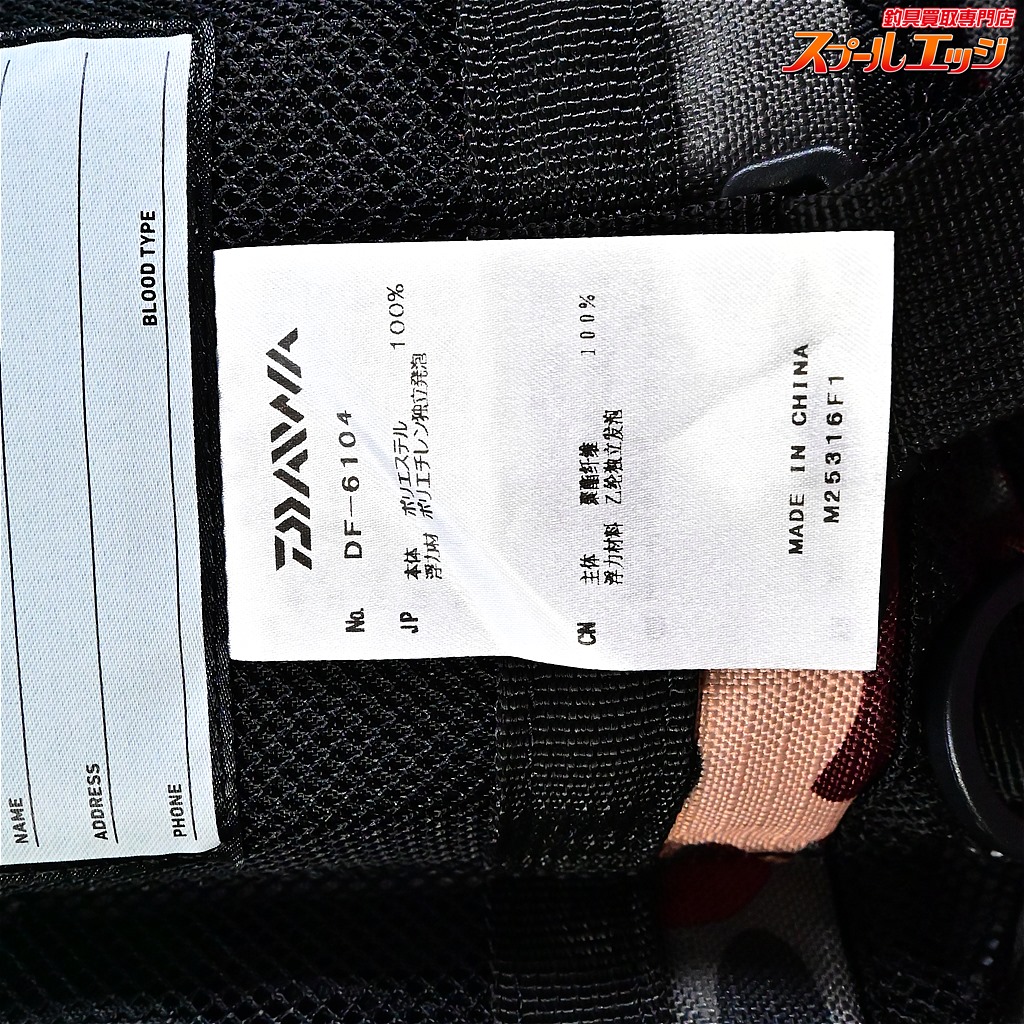 釣具買取専門店
スプールエッジ
NAME
ADDRESS
PHONE
BLOOD TYPE
DAIWA
No. DF-6104
JP 本体 ポリエステル 100%
浮力材 ポリエチレン独立発泡
CN 主体 聚酯纤维 100%
浮力材料 乙纶独立发泡
MADE IN CHINA
M25316F1